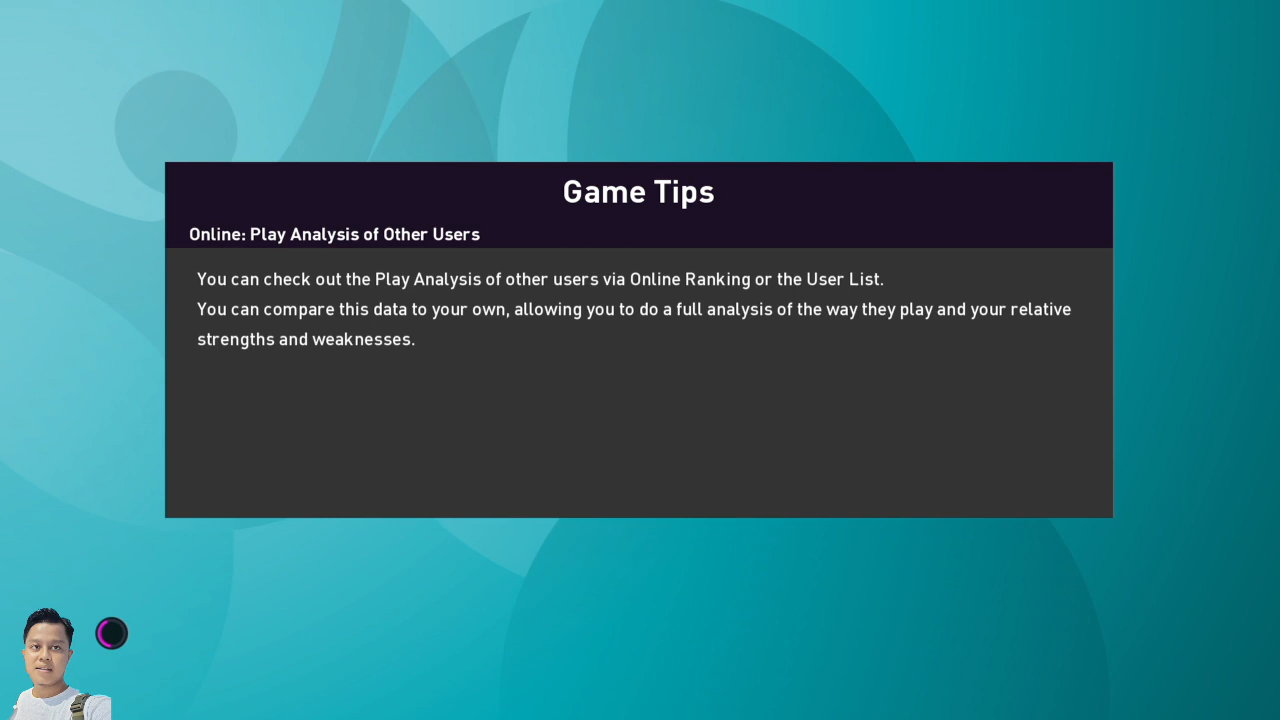 Game Tips
Online: Play Analysis of Other Users
You can check out the Play Analysis of other users via Online Ranking or the User List.
You can compare this data to your own, allowing you to do a full analysis of the way they play and your relative
strengths and weaknesses.